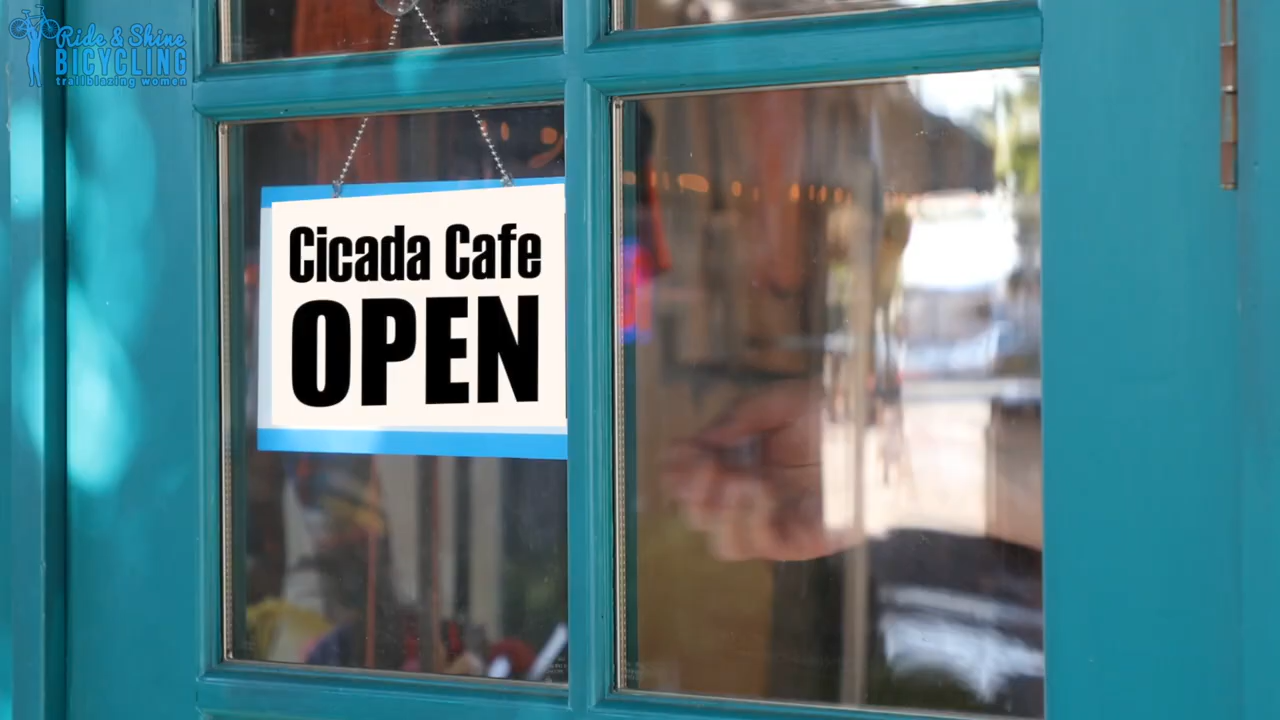 Ride & Shine
BICYCLING
trailblazing women
Cicada Cafe
OPEN